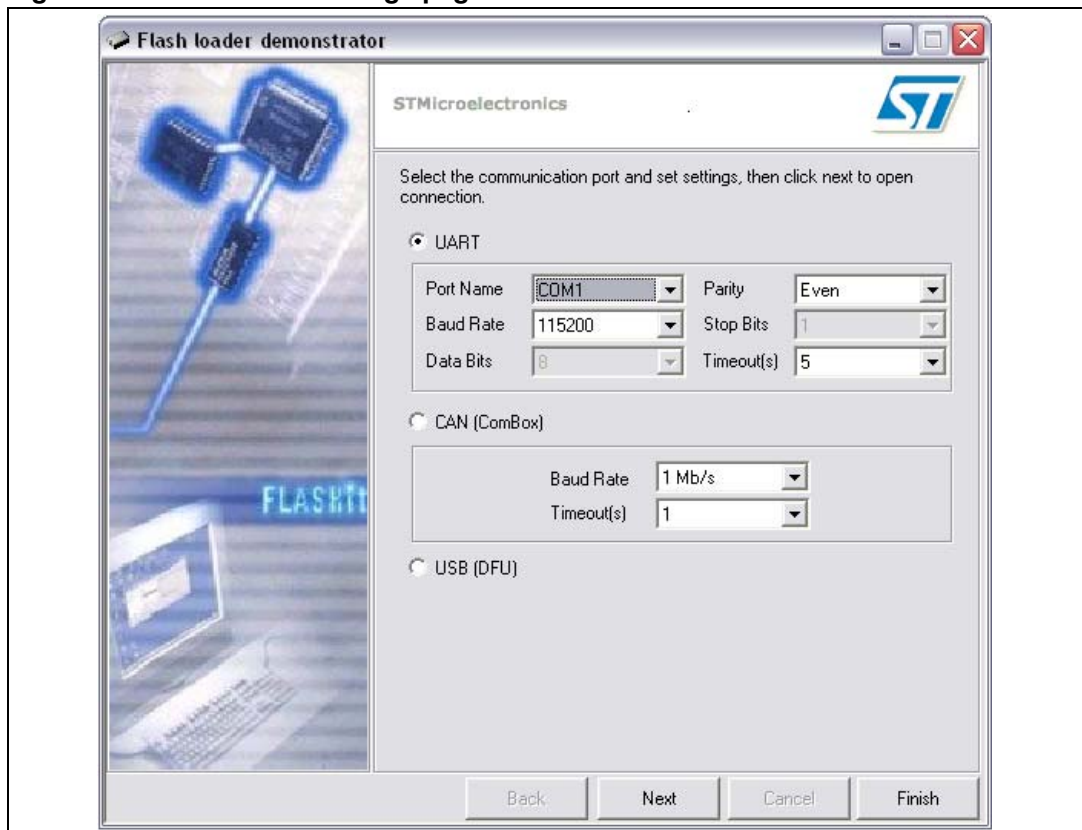 Flash loader demonstrator
STMicroelectronics
ST
Select the communication port and set settings, then click next to open
connection.
UART
Port Name COM1 Parity Even
Baud Rate 115200 Stop Bits 1
Data Bits 8 Timeout(s) 5
CAN (ComBox)
Baud Rate 1 Mb/s
Timeout(s) 1
FLASHit
USB (DFU)
Back Next Cancel Finish